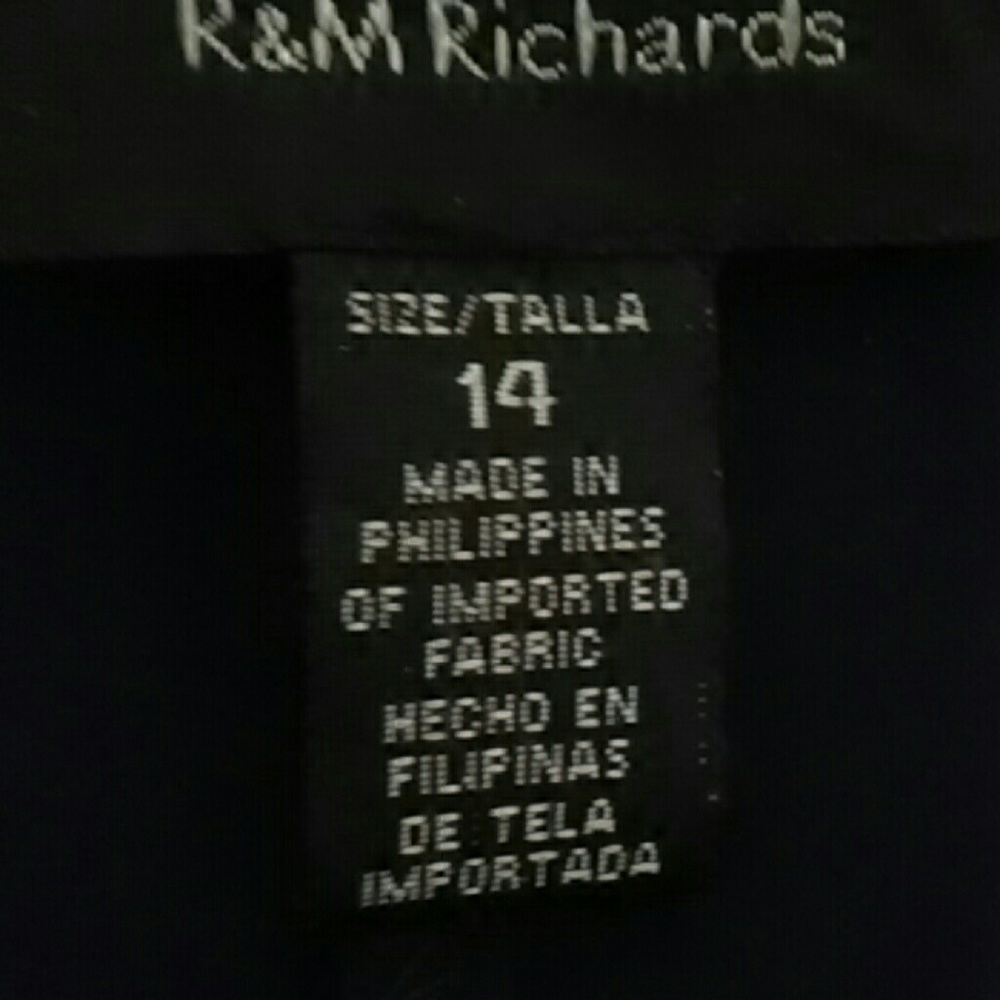 R&M Richards
SIZE/TALLA
14
MADE IN
PHILIPPINES
OF IMPORTED
FABRIC
HECHO EN
FILIPINAS
DE TELA
IMPORTADA